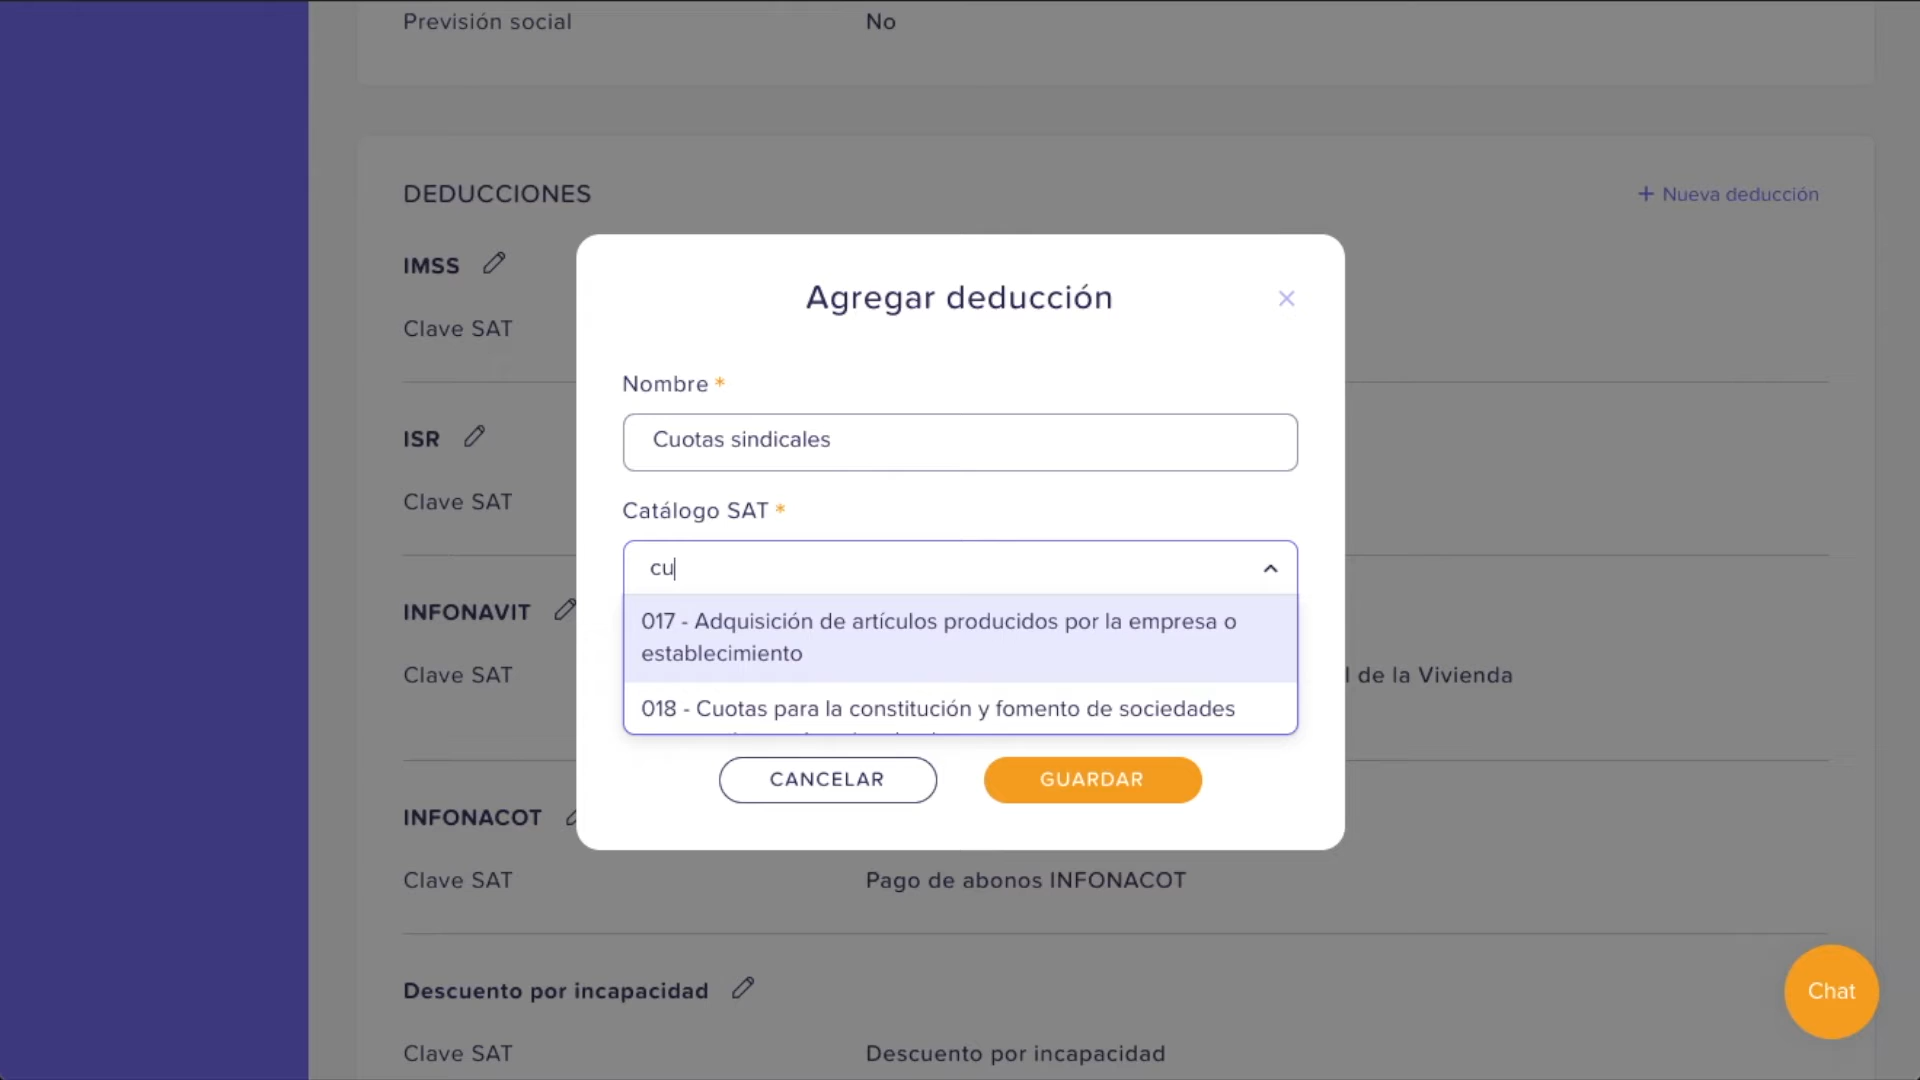 Previsión social No
DEDUCCIONES + Nueva deducción
IMSS
Clave SAT
ISR
Clave SAT
INFONAVIT
Clave SAT l de la Vivienda
INFONACOT
Clave SAT Pago de abonos INFONACOT
Descuento por incapacidad
Clave SAT Descuento por incapacidad
Agregar deducción
Nombre *
Cuotas sindicales
Catálogo SAT *
cu
017 - Adquisición de artículos producidos por la empresa o
establecimiento
018 - Cuotas para la constitución y fomento de sociedades
CANCELAR GUARDAR
Chat